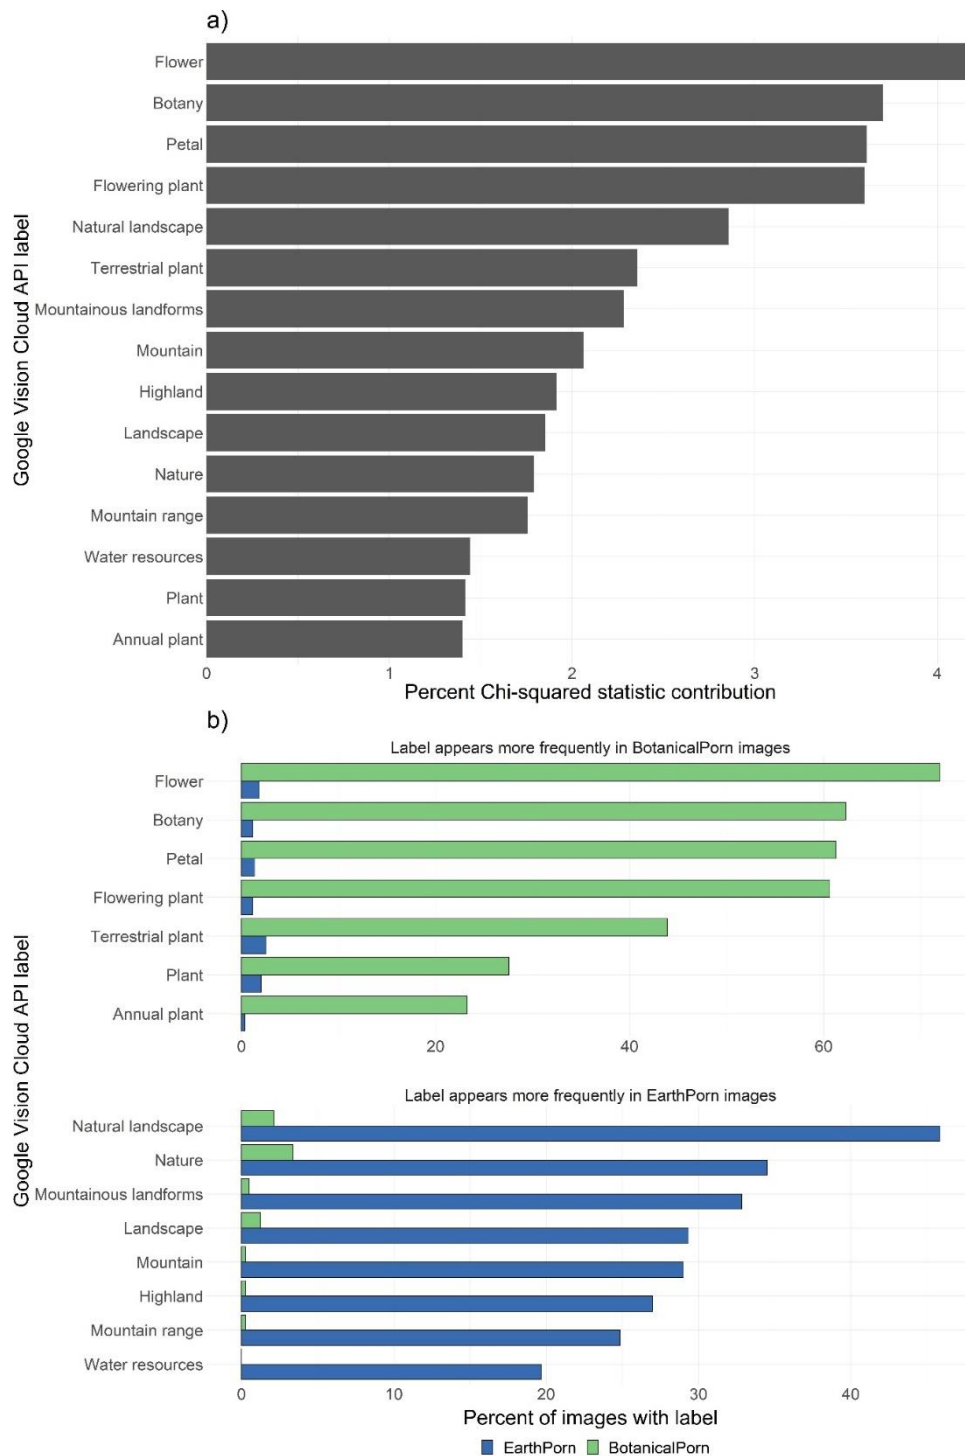 a)
Google Vision Cloud API label
Flower
Botany
Petal
Flowering plant
Natural landscape
Terrestrial plant
Mountainous landforms
Mountain
Highland
Landscape
Nature
Mountain range
Water resources
Plant
Annual plant
0 1 2 3 4
Percent Chi-squared statistic contribution
b)
Google Vision Cloud API label
Label appears more frequently in BotanicalPorn images
Flower
Botany
Petal
Flowering plant
Terrestrial plant
Plant
Annual plant
0 20 40 60
Label appears more frequently in EarthPorn images
Natural landscape
Nature
Mountainous landforms
Landscape
Mountain
Highland
Mountain range
Water resources
0 10 20 30 40
Percent of images with label
EarthPorn BotanicalPorn